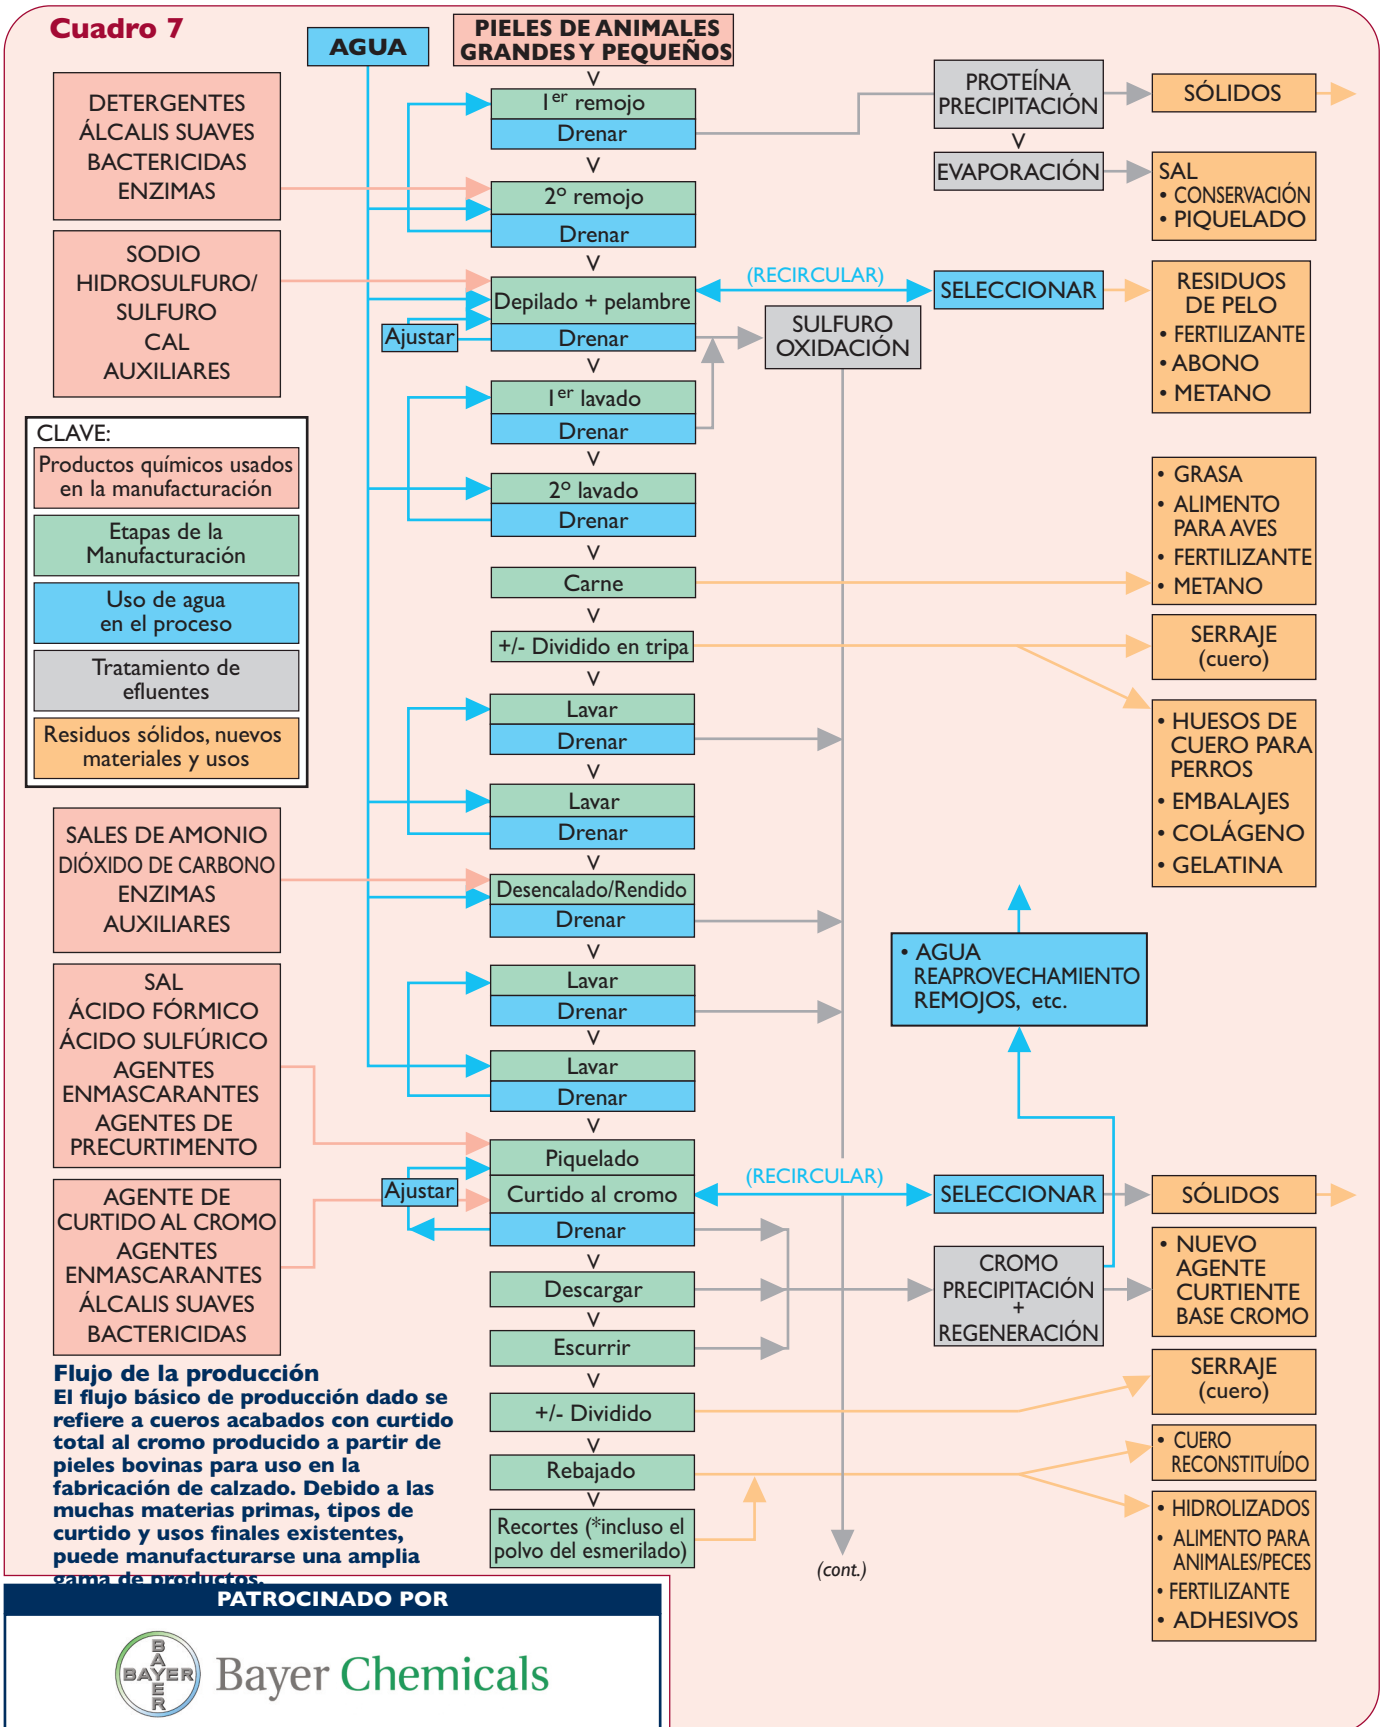 Cuadro 7
AGUA
PIELES DE ANIMALES
GRANDES Y PEQUEÑOS
DETERGENTES
ÁLCALIS SUAVES
BACTERICIDAS
ENZIMAS
SODIO
HIDROSULFURO/
SULFURO
CAL
AUXILIARES
CLAVE:
Productos químicos usados
en la manufacturación
Etapas de la
Manufacturación
Uso de agua
en el proceso
Tratamiento de
efluentes
Residuos sólidos, nuevos
materiales y usos
SALES DE AMONIO
DIÓXIDO DE CARBONO
ENZIMAS
AUXILIARES
SAL
ÁCIDO FÓRMICO
ÁCIDO SULFÚRICO
AGENTES
ENMASCARANTES
AGENTES DE
PRECURTIMENTO
AGENTE DE
CURTIDO AL CROMO
AGENTES
ENMASCARANTES
ÁLCALIS SUAVES
BACTERICIDAS
1er remojo
Drenar
2º remojo
Drenar
Depilado + pelambre
Ajustar
Drenar
1er lavado
Drenar
2º lavado
Drenar
Carne
+/- Dividido en tripa
Lavar
Drenar
Lavar
Drenar
Desencalado/Rendido
Drenar
Lavar
Drenar
Lavar
Drenar
Piquelado
Ajustar
Curtido al cromo
Drenar
Descargar
Escurrir
+/- Dividido
Rebajado
Recortes (*incluso el
polvo del esmerilado)
PROTEÍNA
PRECIPITACIÓN
EVAPORACIÓN
(RECIRCULAR)
SELECCIONAR
SULFURO
OXIDACIÓN
• AGUA
REAPROVECHAMIENTO
REMOJOS, etc.
(RECIRCULAR)
SELECCIONAR
CROMO
PRECIPITACIÓN
+
REGENERACIÓN
(cont.)
SÓLIDOS
SAL
• CONSERVACIÓN
• PIQUELADO
RESIDUOS
DE PELO
• FERTILIZANTE
• ABONO
• METANO
• GRASA
• ALIMENTO
PARA AVES
• FERTILIZANTE
• METANO
SERRAJE
(cuero)
• HUESOS DE
CUERO PARA
PERROS
• EMBALAJES
• COLÁGENO
• GELATINA
SÓLIDOS
• NUEVO
AGENTE
CURTIENTE
BASE CROMO
SERRAJE
(cuero)
• CUERO
RECONSTITUÍDO
• HIDROLIZADOS
• ALIMENTO PARA
ANIMALES/PECES
• FERTILIZANTE
• ADHESIVOS
Flujo de la producción
El flujo básico de producción dado se
refiere a cueros acabados con curtido
total al cromo producido a partir de
pieles bovinas para uso en la
fabricación de calzado. Debido a las
muchas materias primas, tipos de
curtido y usos finales existentes,
puede manufacturarse una amplia
gama de productos.
PATROCINADO POR
BAYER
BAYER
Bayer Chemicals